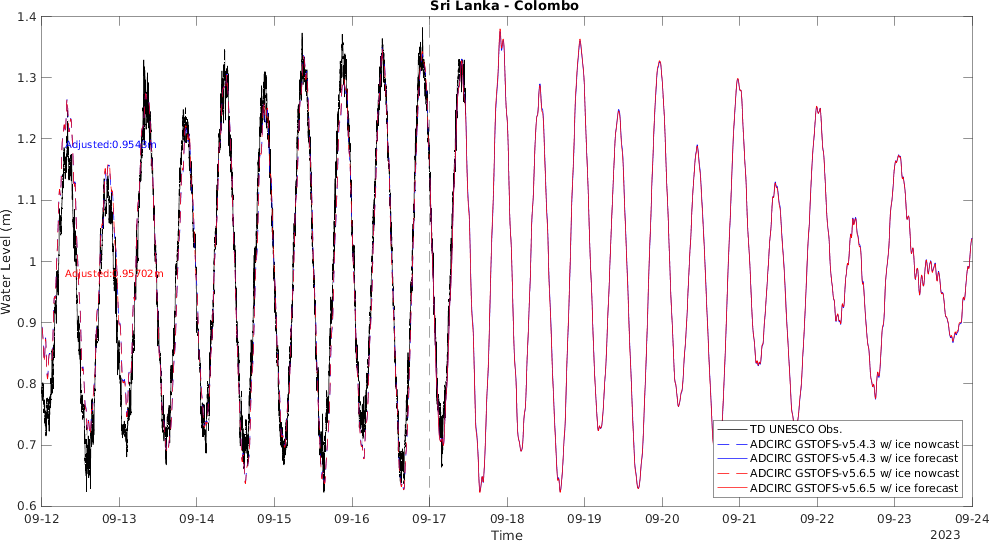 Sri Lanka - Colombo
1.4
1.3
1.2
1.1
1
0.9
0.8
0.7
0.6
Water Level (m)
Adjusted:0.9543m
Adjusted:0.95702m
TD UNESCO Obs.
ADCIRC GSTOFS-v5.4.3 w/ ice nowcast
ADCIRC GSTOFS-v5.4.3 w/ ice forecast
ADCIRC GSTOFS-v5.6.5 w/ ice nowcast
ADCIRC GSTOFS-v5.6.5 w/ ice forecast
09-12 09-13 09-14 09-15 09-16 09-17 09-18 09-19 09-20 09-21 09-22 09-23 09-24
Time
2023